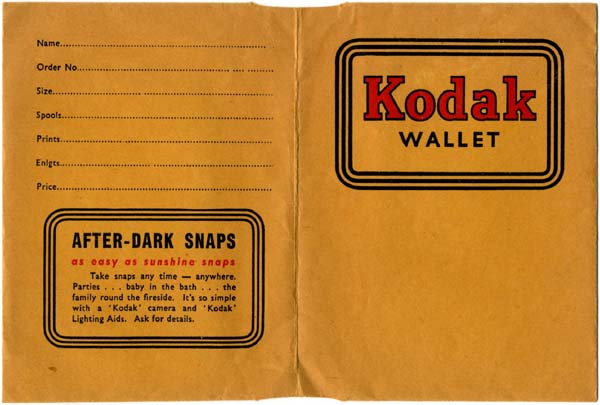 Name
Order No.
Size
Spools
Prints
Enlgts
Price
AFTER-DARK SNAPS
as easy as sunshine snaps
Take snaps any time — anywhere.
Parties . . . baby in the bath . . . the
family round the fireside. It's so simple
with a 'Kodak' camera and 'Kodak'
Lighting Aids. Ask for details.
Kodak
WALLET